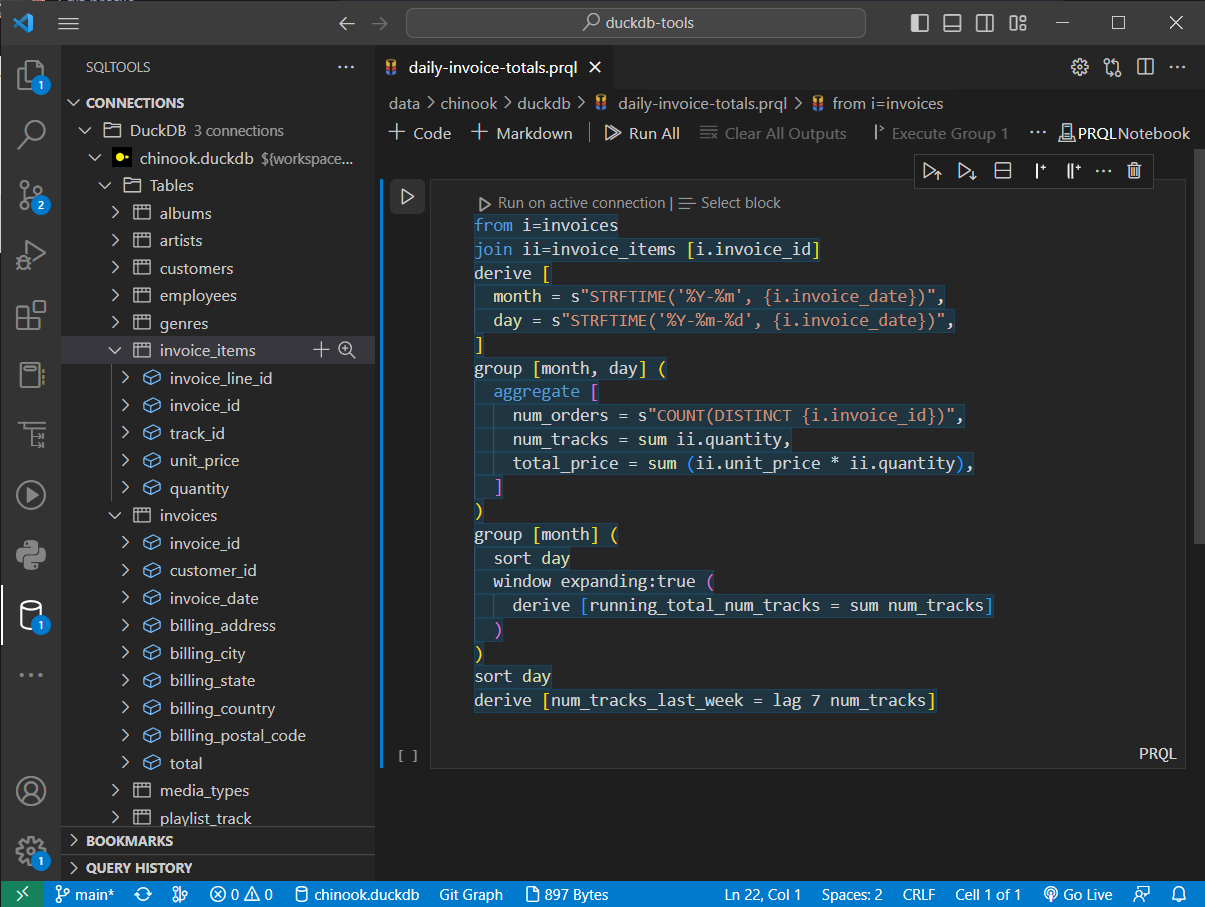 duckdb-tools
SQLTOOLS
CONNECTIONS
DuckDB 3 connections
chinook.duckdb ${workspace...
Tables
albums
artists
customers
employees
genres
invoice_items
invoice_line_id
invoice_id
track_id
unit_price
quantity
invoices
invoice_id
customer_id
invoice_date
billing_address
billing_city
billing_state
billing_country
billing_postal_code
total
media_types
playlist_track
BOOKMARKS
QUERY HISTORY
1
2
1
1
daily-invoice-totals.prql
data > chinook > duckdb > daily-invoice-totals.prql > from i=invoices
+ Code + Markdown Run All Clear All Outputs Execute Group 1 ... PRQLNotebook
Run on active connection | Select block
from i=invoices
join ii=invoice_items [i.invoice_id]
derive [
  month = s"STRFTIME('%Y-%m', {i.invoice_date})",
  day = s"STRFTIME('%Y-%m-%d', {i.invoice_date})",
]
group [month, day] (
  aggregate [
    num_orders = s"COUNT(DISTINCT {i.invoice_id})",
    num_tracks = sum ii.quantity,
    total_price = sum (ii.unit_price * ii.quantity),
  ]
)
group [month] (
  sort day
  window expanding:true (
    derive [running_total_num_tracks = sum num_tracks]
  )
)
sort day
derive [num_tracks_last_week = lag 7 num_tracks]
[ ]
PRQL
main* 0 0 chinook.duckdb Git Graph 897 Bytes Ln 22, Col 1 Spaces: 2 CRLF Cell 1 of 1 Go Live